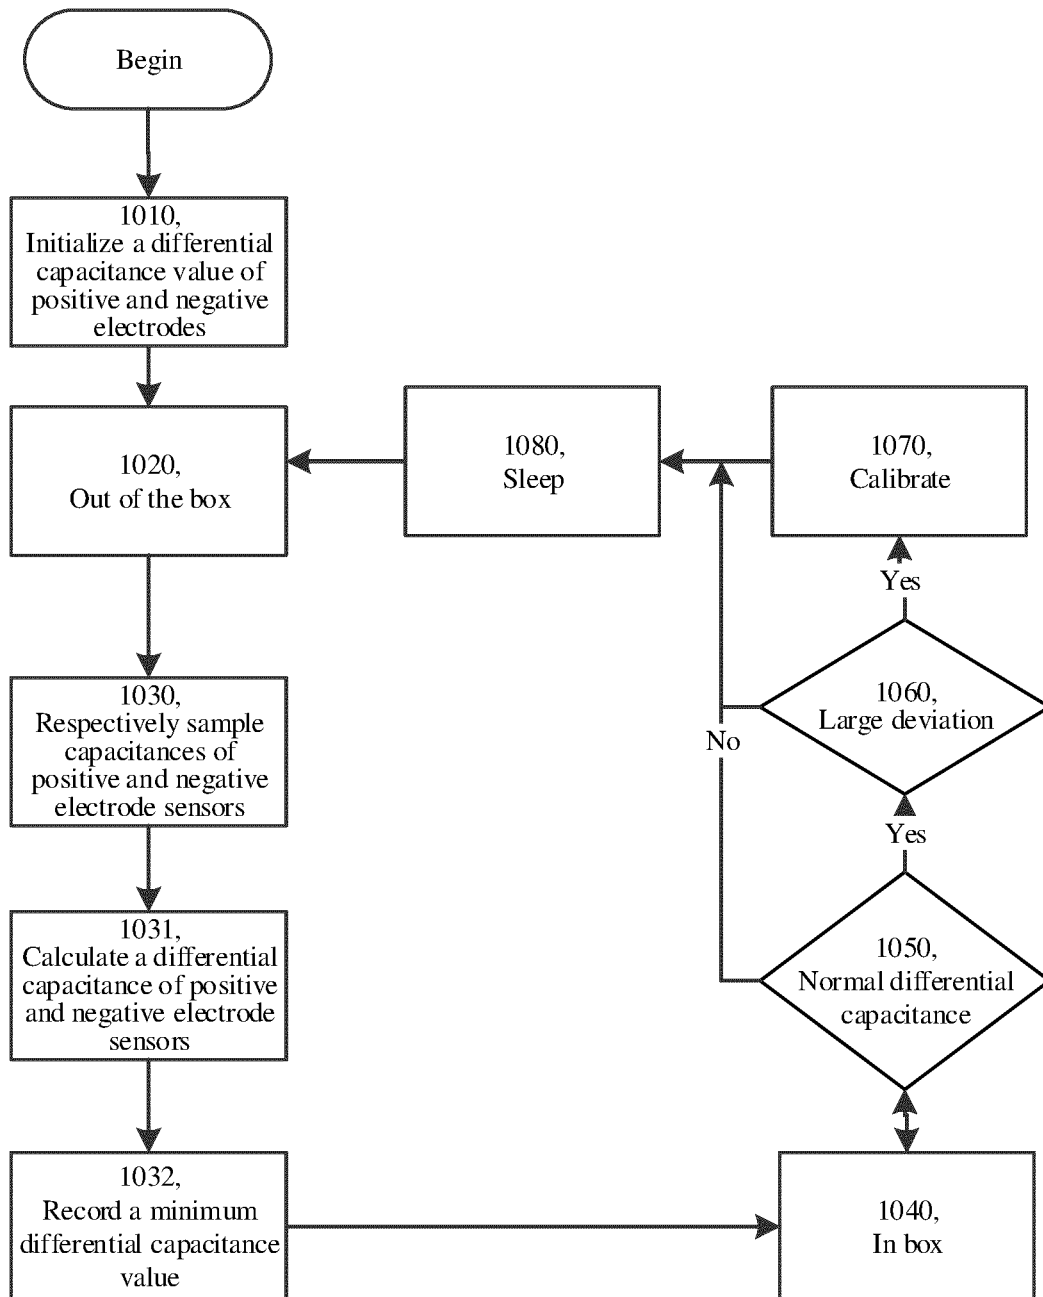 Begin
1010,
Initialize a differential
capacitance value of
positive and negative
electrodes
1020,
Out of the box
1080,
Sleep
1070,
Calibrate
Yes
1030,
Respectively sample
capacitances of
positive and negative
electrode sensors
1060,
Large deviation
No
Yes
1031,
Calculate a differential
capacitance of positive
and negative electrode
sensors
1050,
Normal differential
capacitance
1032,
Record a minimum
differential capacitance
value
1040,
In box